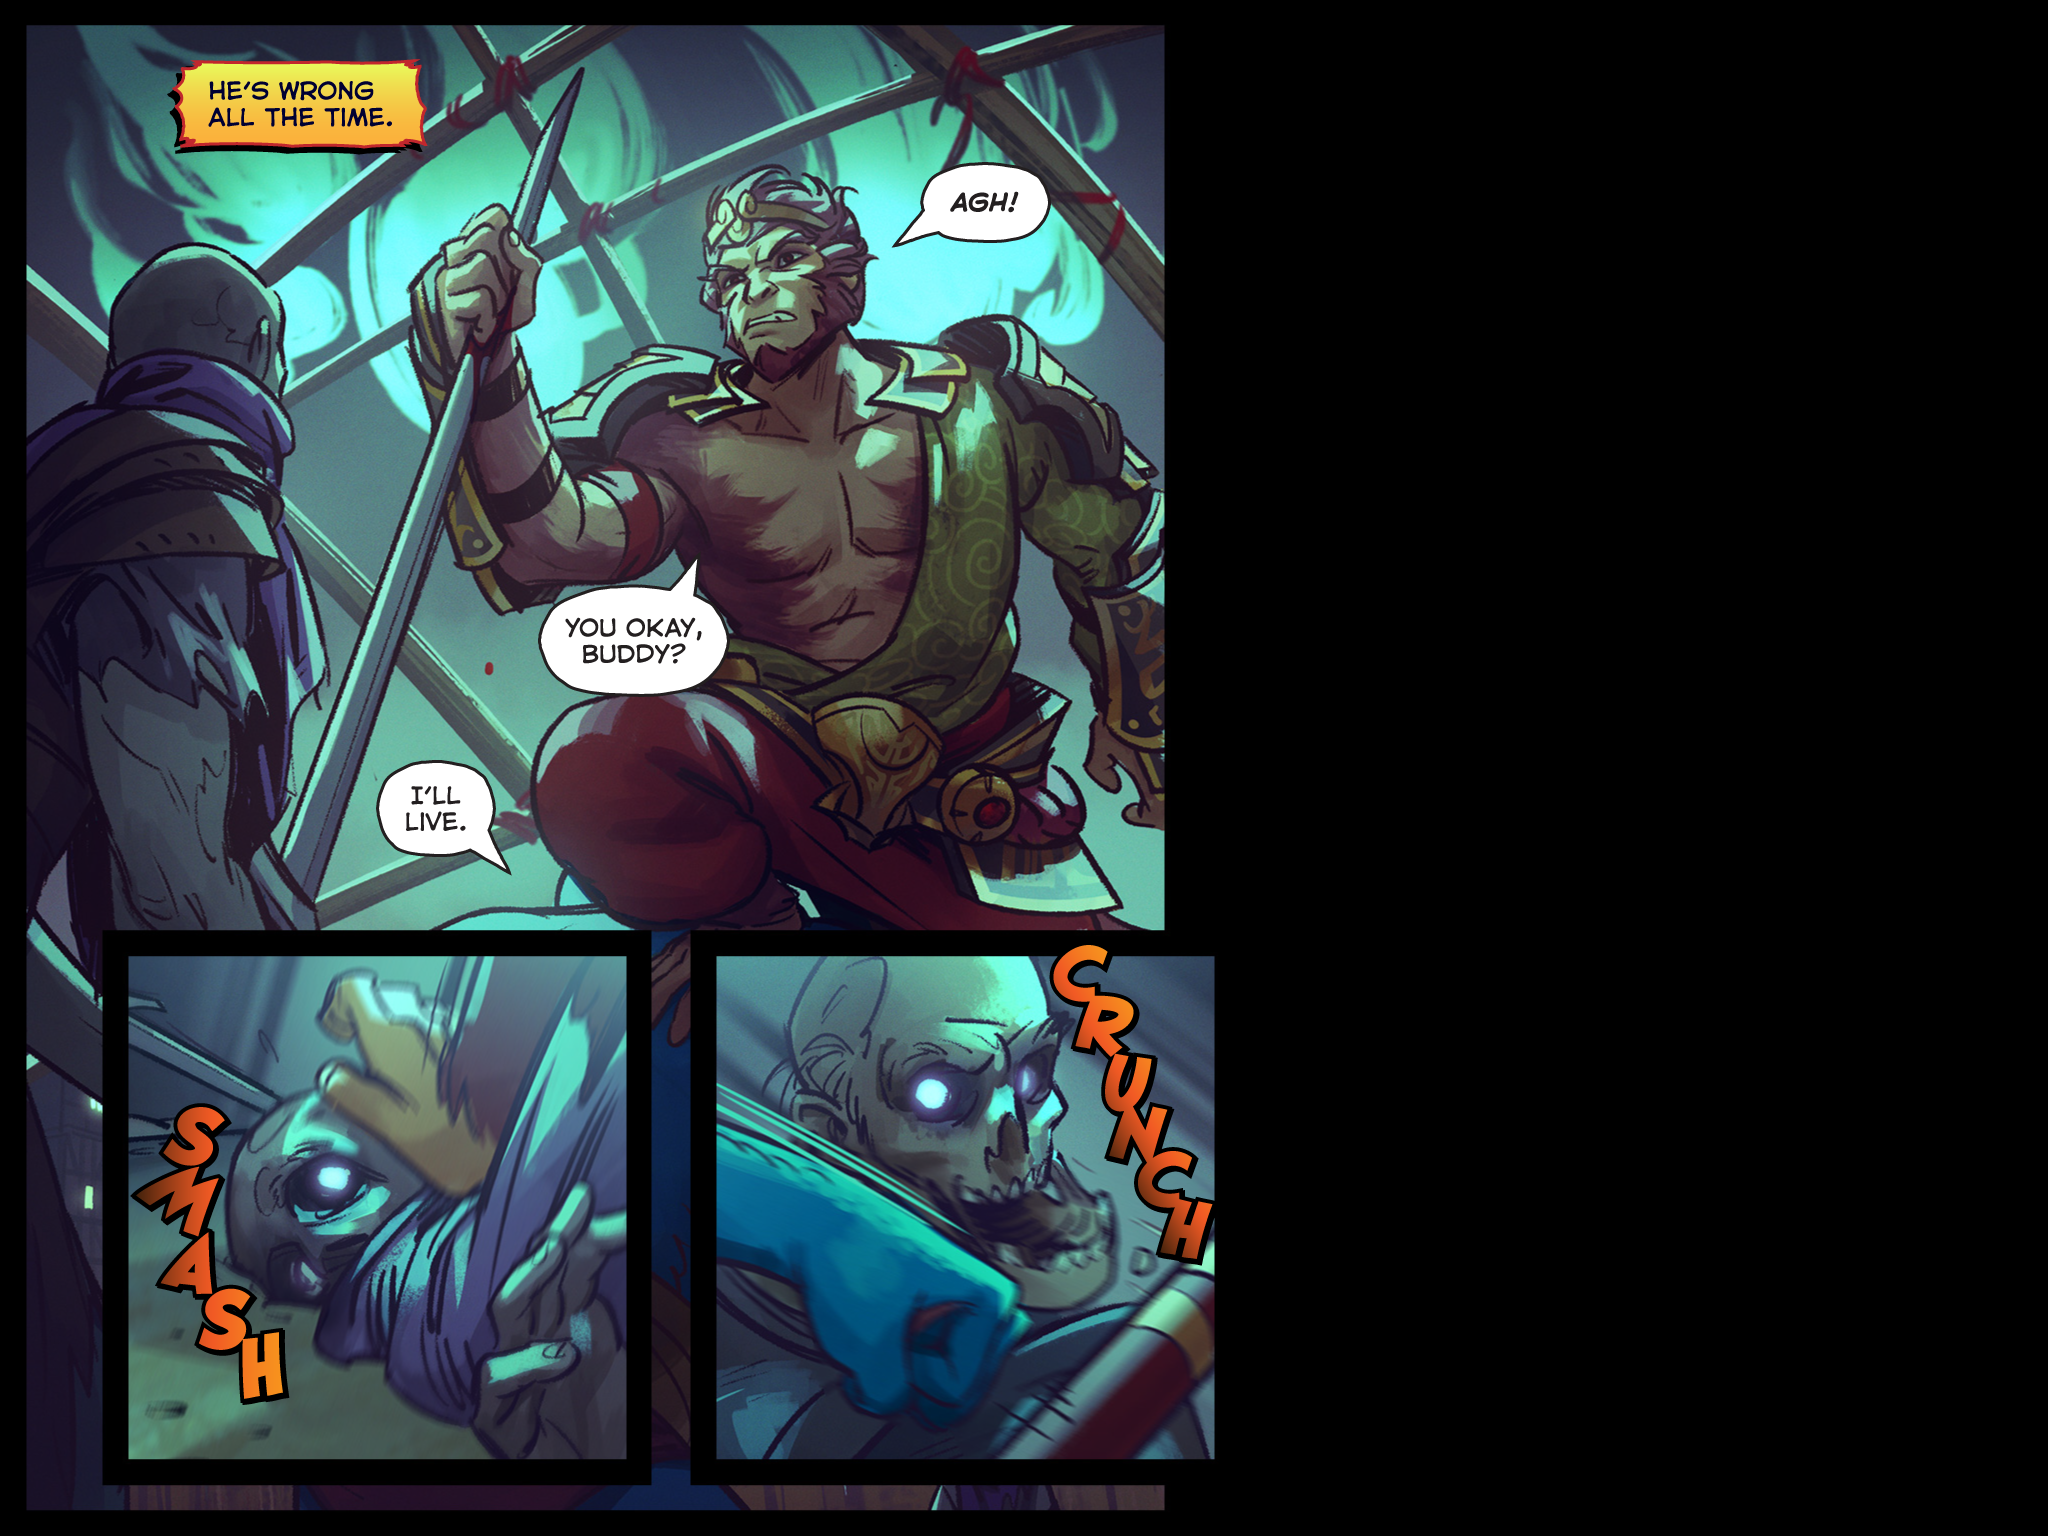 HE'S WRONG
ALL THE TIME.
AGH!
YOU OKAY,
BUDDY?
I'LL
LIVE.
SMASH
CRUNCH